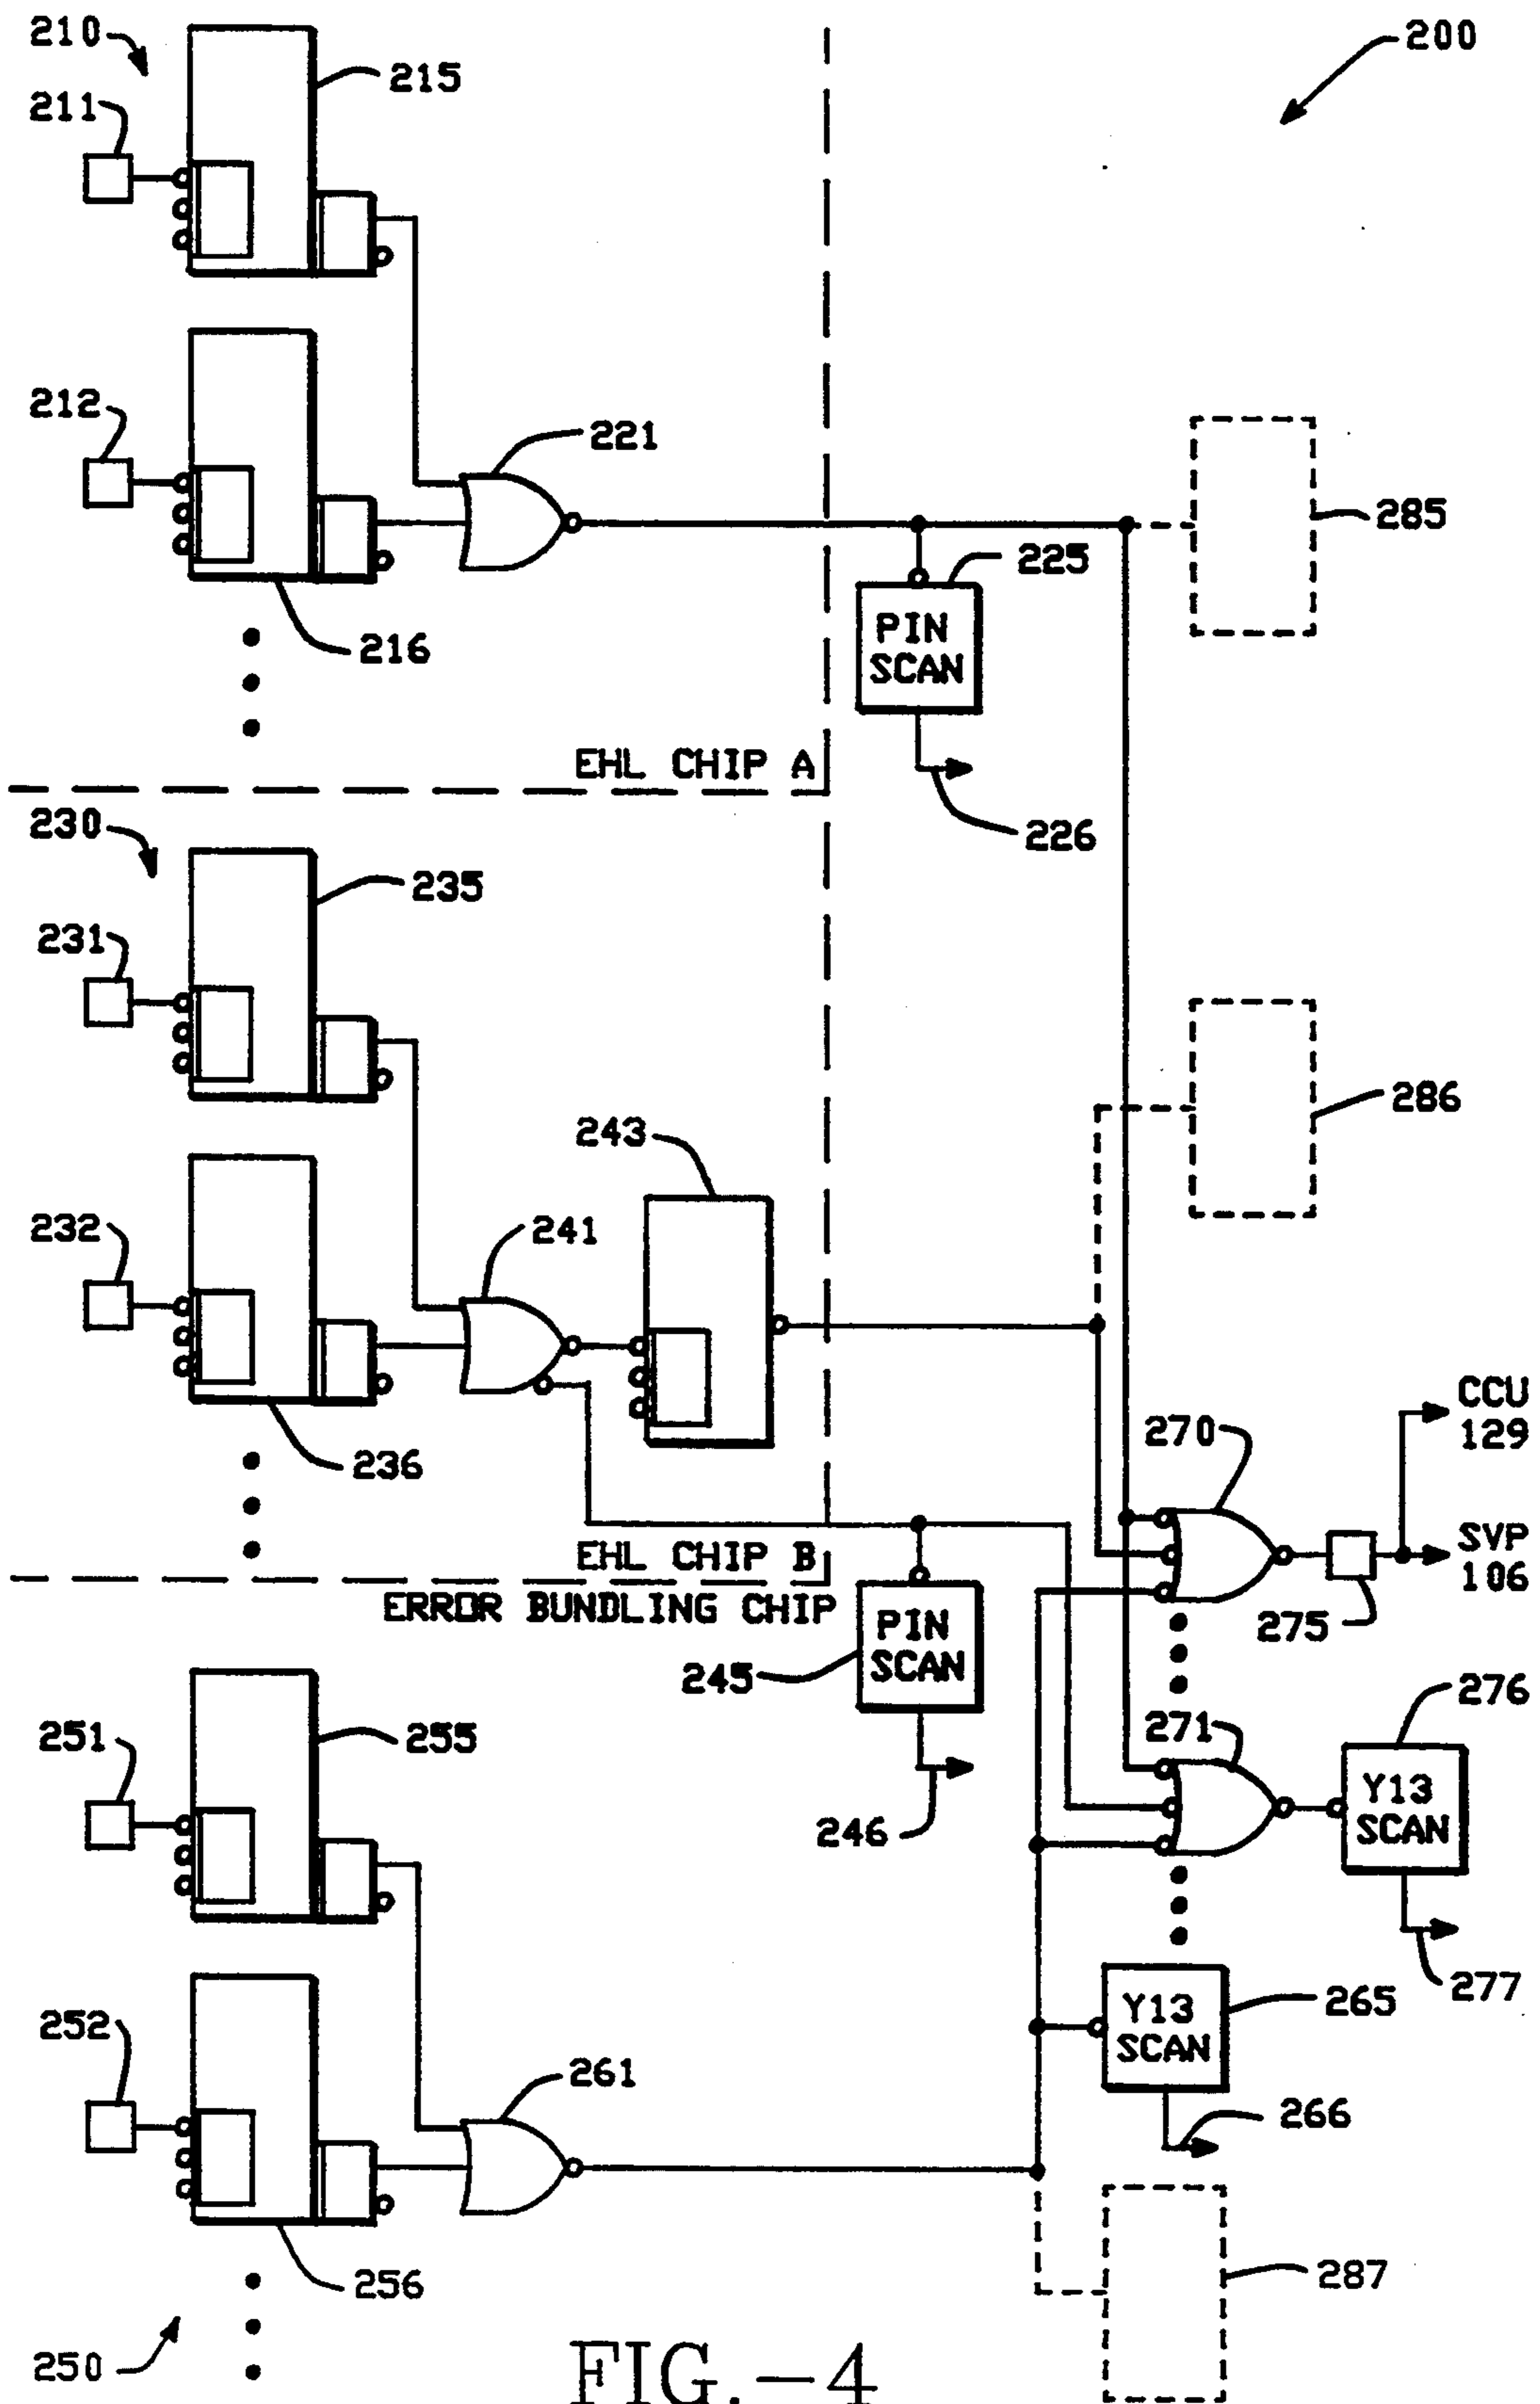 210
200
215
211
212
221
285
225
PIN
SCAN
216
EHL CHIP A
226
230
235
231
286
243
232
241
CCU
129
270
236
SVP
106
EHL CHIP B
ERROR BUNDLING CHIP
275
PIN
SCAN
245
276
271
251
255
Y13
SCAN
246
277
265
Y13
SCAN
252
261
266
287
256
250
FIG.-4